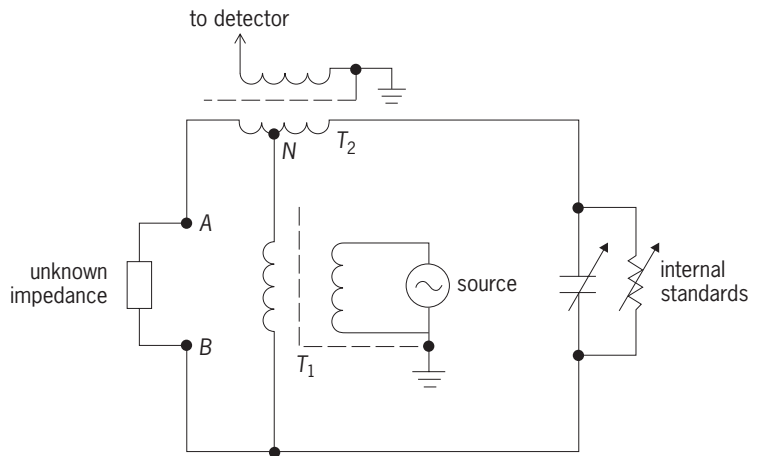 to detector
N
T2
A
unknown
impedance
source
internal
standards
B
T1